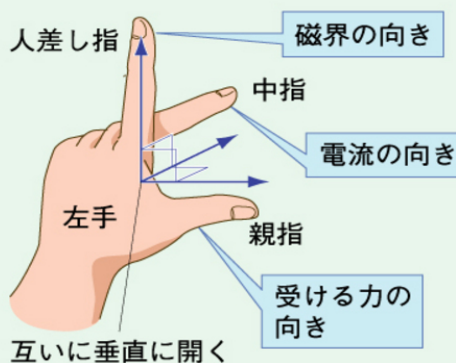 人差し指
磁界の向き
中指
電流の向き
左手
親指
受ける力の
向き
互いに垂直に開く